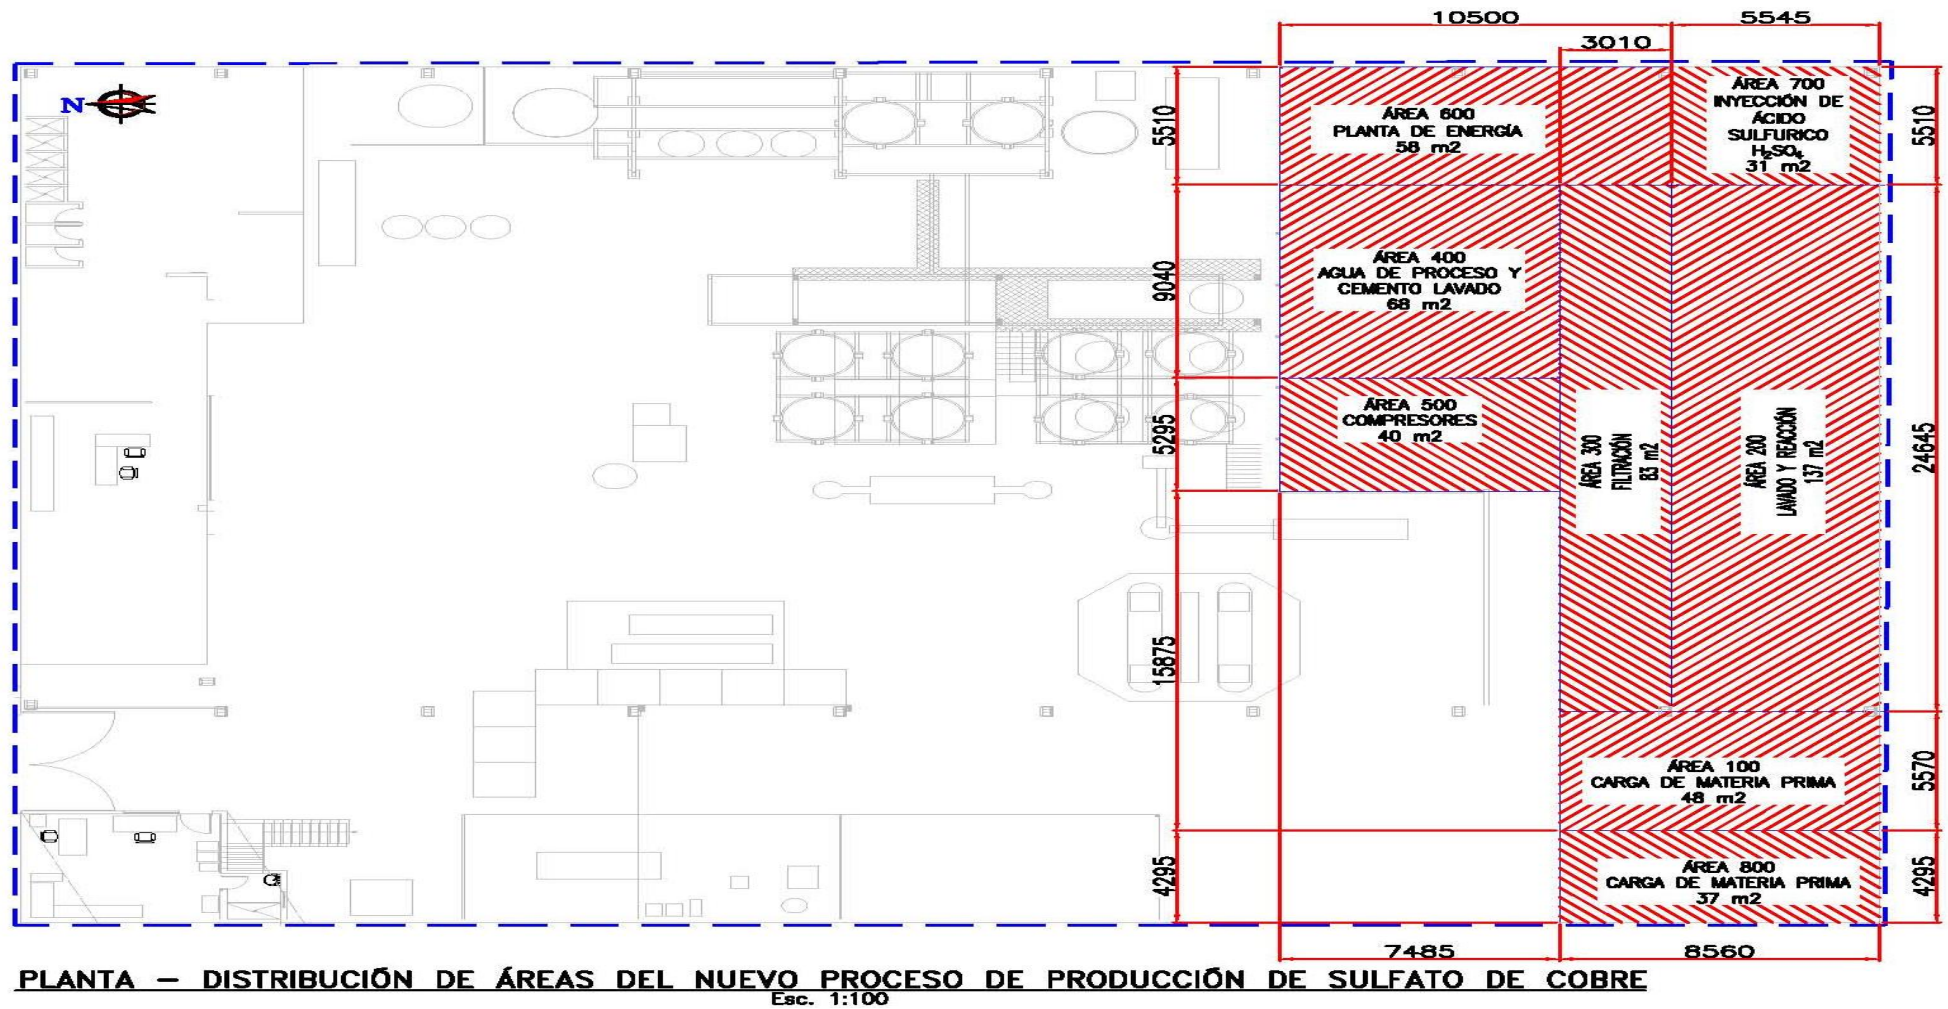 10500
5545
3010
N
5510
ÁREA 600
PLANTA DE ENERGÍA
58 m2
ÁREA 700
INYECCIÓN DE
ÁCIDO
SULFURICO
H₂SO₄
31 m2
5510
9040
ÁREA 400
AGUA DE PROCESO Y
CEMENTO LAVADO
68 m2
5295
ÁREA 500
COMPRESORES
40 m2
ÁREA 300
FILTRACIÓN
83 m2
ÁREA 200
LAVADO Y REACCIÓN
137 m2
24645
15875
ÁREA 100
CARGA DE MATERIA PRIMA
48 m2
5570
4295
ÁREA 800
CARGA DE MATERIA PRIMA
37 m2
4295
7485
8560
PLANTA – DISTRIBUCIÓN DE ÁREAS DEL NUEVO PROCESO DE PRODUCCIÓN DE SULFATO DE COBRE
Esc. 1:100